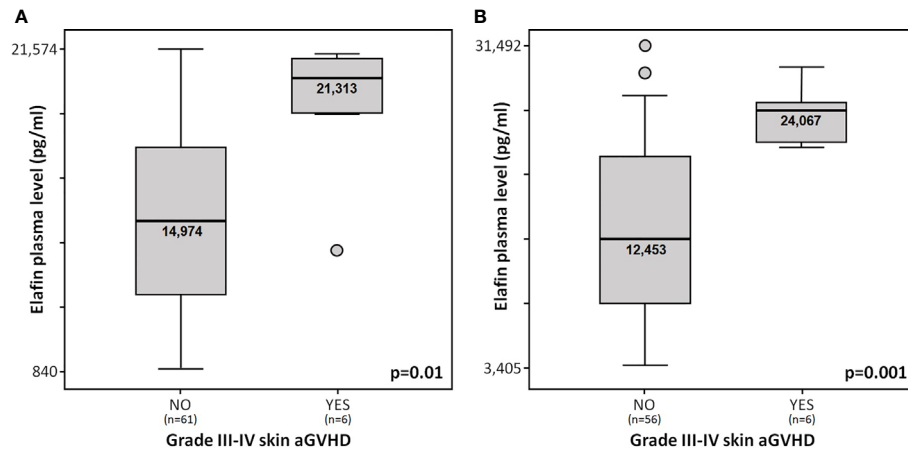 A
Elafin plasma level (pg/ml)
21,574
840
14,974
21,313
p=0.01
NO
(n=61)
YES
(n=6)
Grade III-IV skin aGVHD
B
Elafin plasma level (pg/ml)
31,492
3,405
12,453
24,067
p=0.001
NO
(n=56)
YES
(n=6)
Grade III-IV skin aGVHD